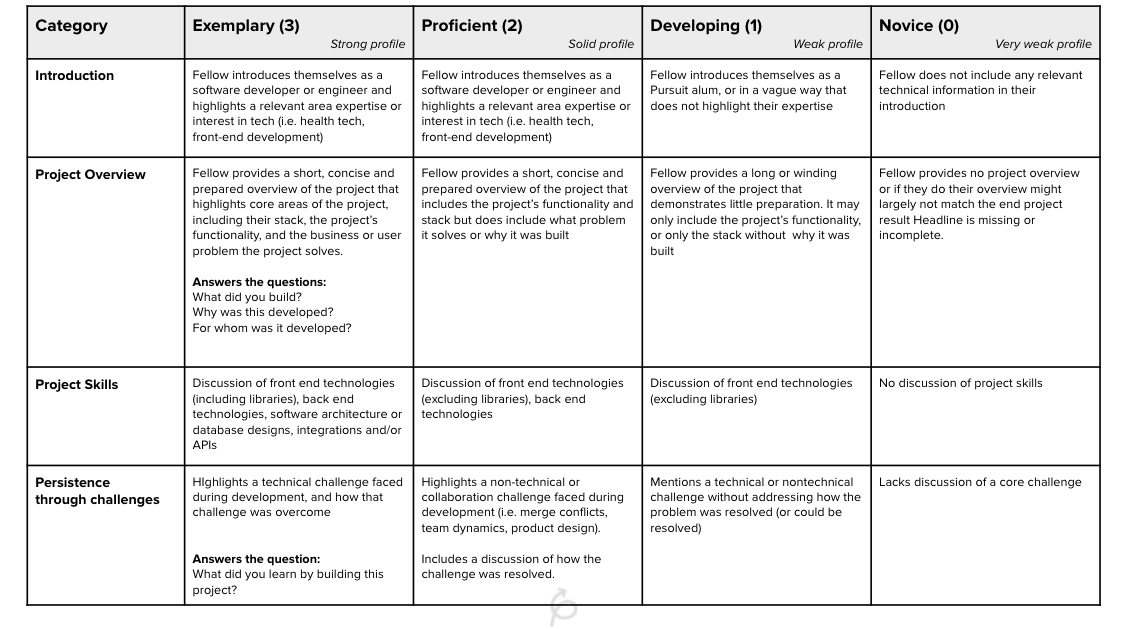 Category
Exemplary (3)
Strong profile
Proficient (2)
Solid profile
Developing (1)
Weak profile
Novice (0)
Very weak profile
Introduction
Fellow introduces themselves as a
software developer or engineer and
highlights a relevant area expertise or
interest in tech (i.e. health tech,
front-end development)
Fellow introduces themselves as a
software developer or engineer and
highlights a relevant area expertise or
interest in tech (i.e. health tech,
front-end development)
Fellow introduces themselves as a
Pursuit alum, or in a vague way that
does not highlight their expertise
Fellow does not include any relevant
technical information in their
introduction
Project Overview
Fellow provides a short, concise and
prepared overview of the project that
highlights core areas of the project,
including their stack, the project's
functionality, and the business or user
problem the project solves.
Answers the questions:
What did you build?
Why was this developed?
For whom was it developed?
Fellow provides a short, concise and
prepared overview of the project that
includes the project's functionality and
stack but does include what problem
it solves or why it was built
Fellow provides a long or winding
overview of the project that
demonstrates little preparation. It may
only include the project's functionality,
or only the stack without  why it was
built
Fellow provides no project overview
or if they do their overview might
largely not match the end project
result Headline is missing or
incomplete.
Project Skills
Discussion of front end technologies
(including libraries), back end
technologies, software architecture or
database designs, integrations and/or
APIs
Discussion of front end technologies
(excluding libraries), back end
technologies
Discussion of front end technologies
(excluding libraries)
No discussion of project skills
Persistence
through challenges
HIghlights a technical challenge faced
during development, and how that
challenge was overcome
Answers the question:
What did you learn by building this
project?
Highlights a non-technical or
collaboration challenge faced during
development (i.e. merge conflicts,
team dynamics, product design).
Includes a discussion of how the
challenge was resolved.
Mentions a technical or nontechnical
challenge without addressing how the
problem was resolved (or could be
resolved)
Lacks discussion of a core challenge